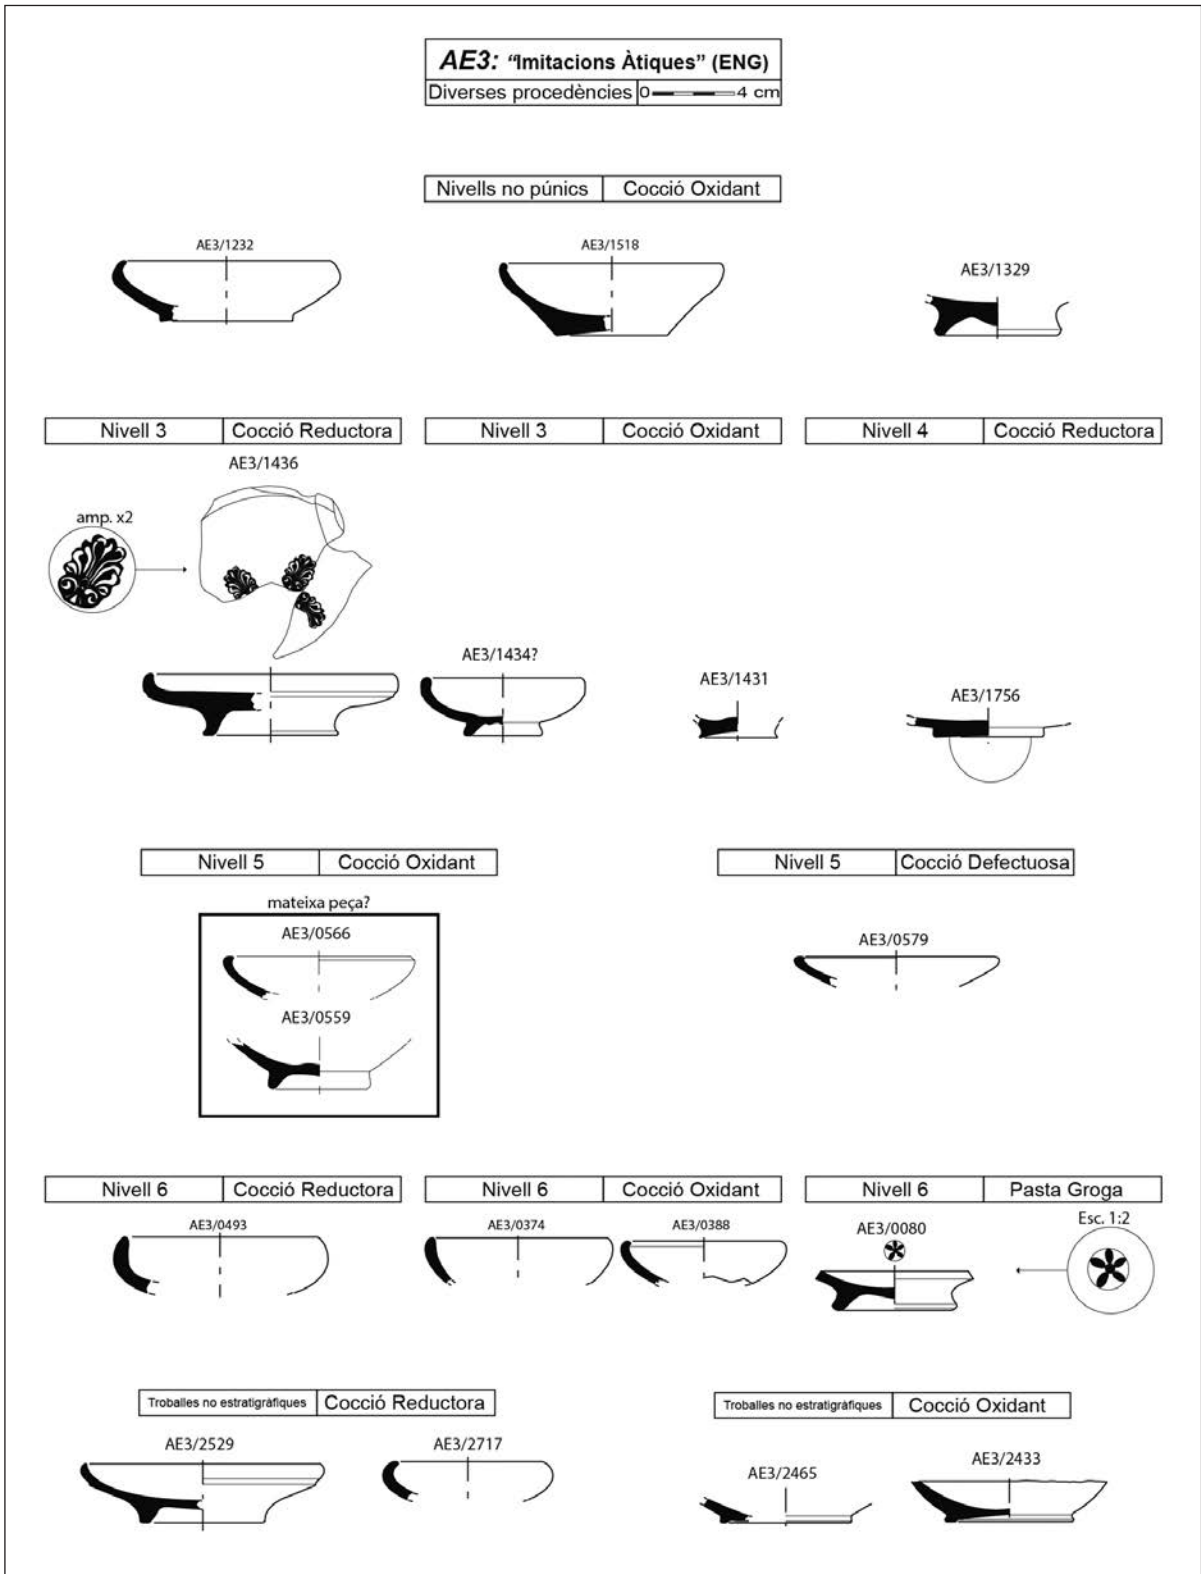 AE3: “Imitacions Àtiques” (ENG)
Diverses procedències 0 4 cm
Nivells no púnics Cocció Oxidant
AE3/1232
AE3/1518
AE3/1329
Nivell 3 Cocció Reductora
Nivell 3 Cocció Oxidant
Nivell 4 Cocció Reductora
AE3/1436
amp. x2
AE3/1434?
AE3/1431
AE3/1756
Nivell 5 Cocció Oxidant
Nivell 5 Cocció Defectuosa
mateixa peça?
AE3/0566
AE3/0579
AE3/0559
Nivell 6 Cocció Reductora
Nivell 6 Cocció Oxidant
Nivell 6 Pasta Groga
AE3/0493
AE3/0374
AE3/0388
AE3/0080
Esc. 1:2
Troballes no estratigràfiques Cocció Reductora
Troballes no estratigràfiques Cocció Oxidant
AE3/2529
AE3/2717
AE3/2465
AE3/2433